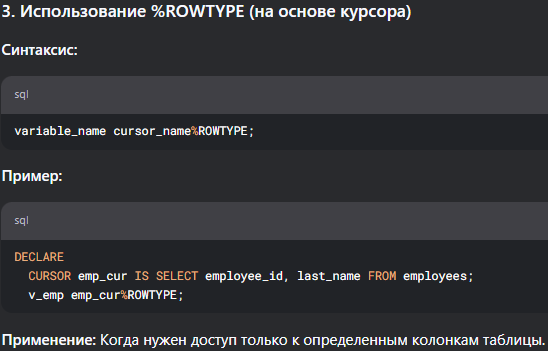 3. Использование %ROWTYPE (на основе курсора)
Синтаксис:
sql
variable_name cursor_name%ROWTYPE;
Пример:
sql
DECLARE
  CURSOR emp_cur IS SELECT employee_id, last_name FROM employees;
  v_emp emp_cur%ROWTYPE;
Применение: Когда нужен доступ только к определенным колонкам таблицы.